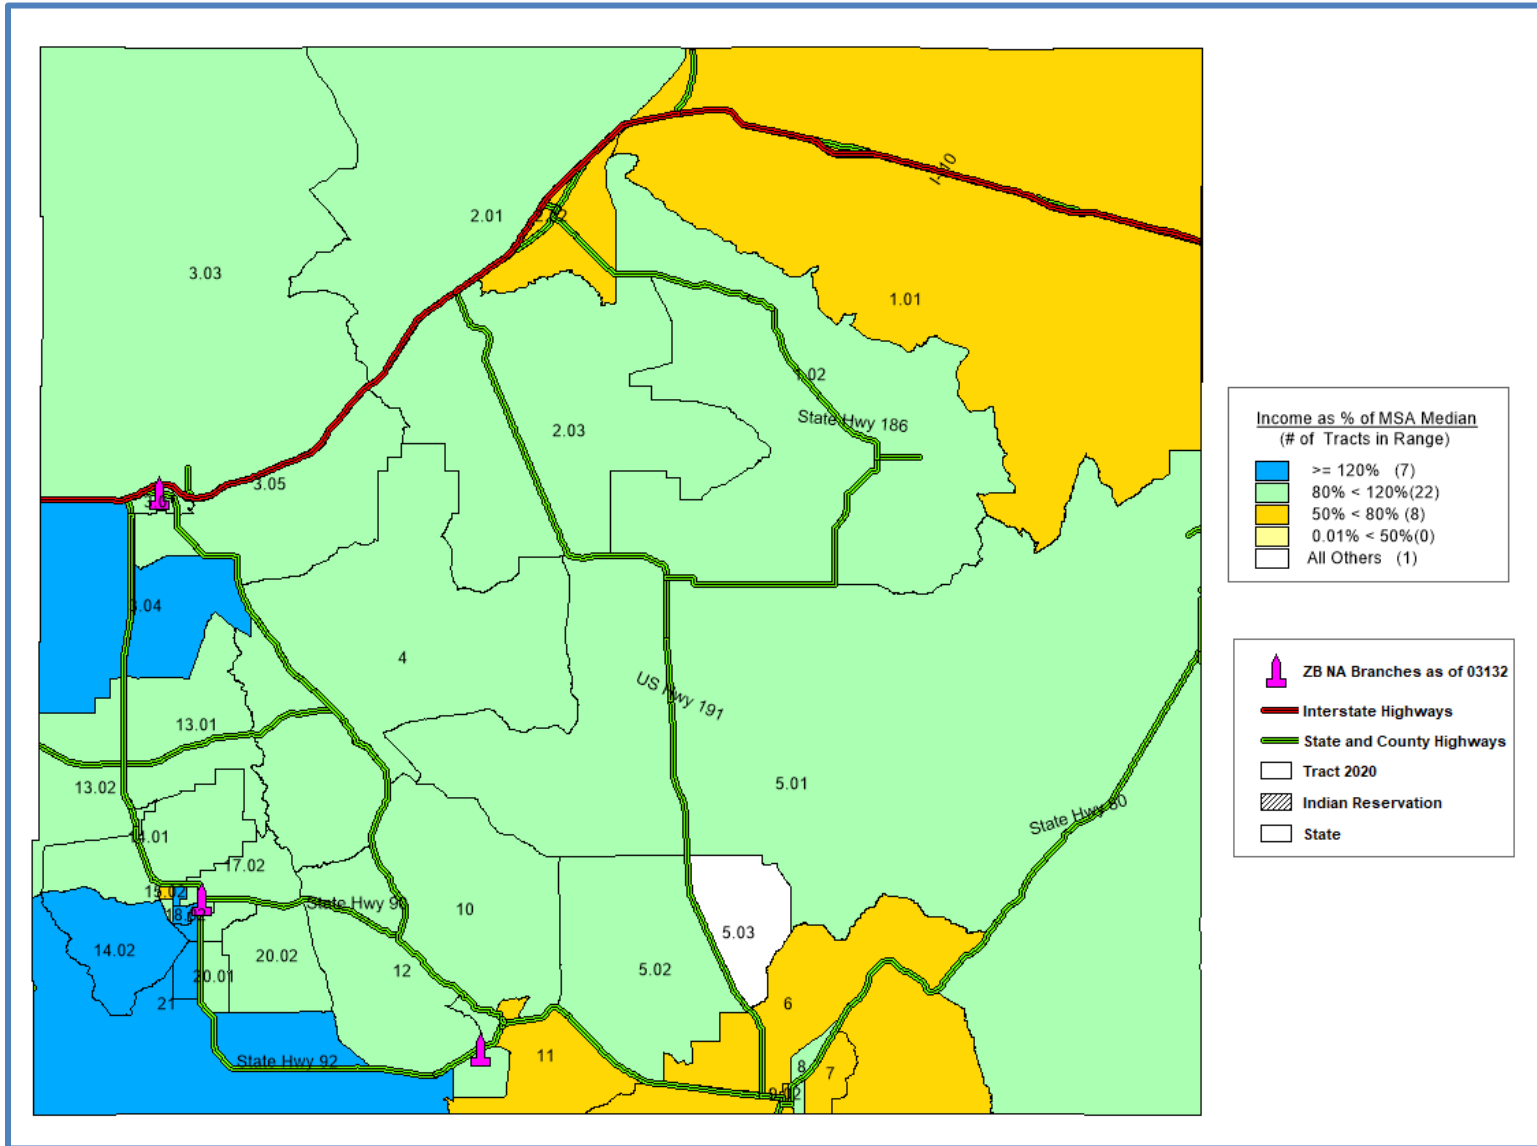 I-10
2.01
3.03
1.01
1.02
State Hwy 186
2.03
3.05
3.04
4
US Hwy 191
13.01
5.01
13.02
State Hwy 80
14.01
17.02
15.02
State Hwy 90
10
14.02
20.02
12
5.02
5.03
20.01
21
6
State Hwy 92
11
8
7
Income as % of MSA Median
(# of Tracts in Range)
>= 120% (7)
80% < 120%(22)
50% < 80% (8)
0.01% < 50%(0)
All Others (1)
ZB NA Branches as of 03132
Interstate Highways
State and County Highways
Tract 2020
Indian Reservation
State